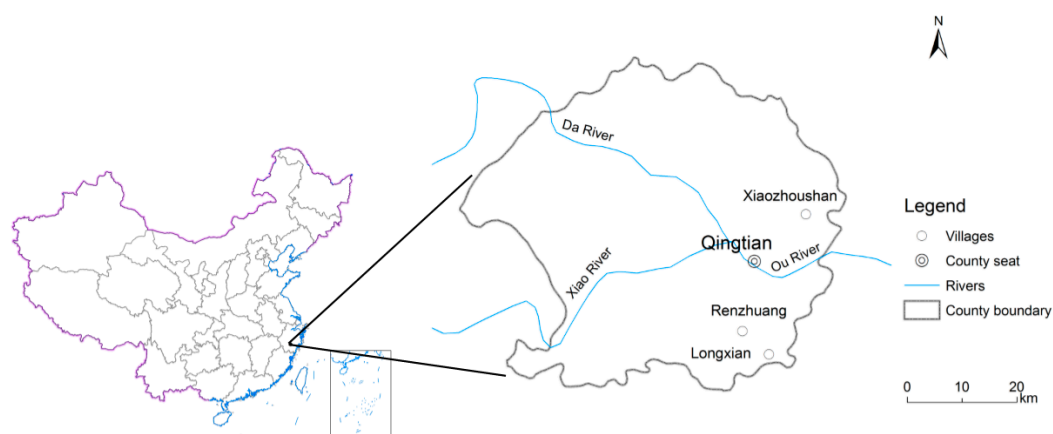 N
Da River
Xiaozhoushan
Qingtian
Ou River
Xiao River
Renzhuang
Longxian
Legend
Villages
County seat
Rivers
County boundary
0 10 20
km